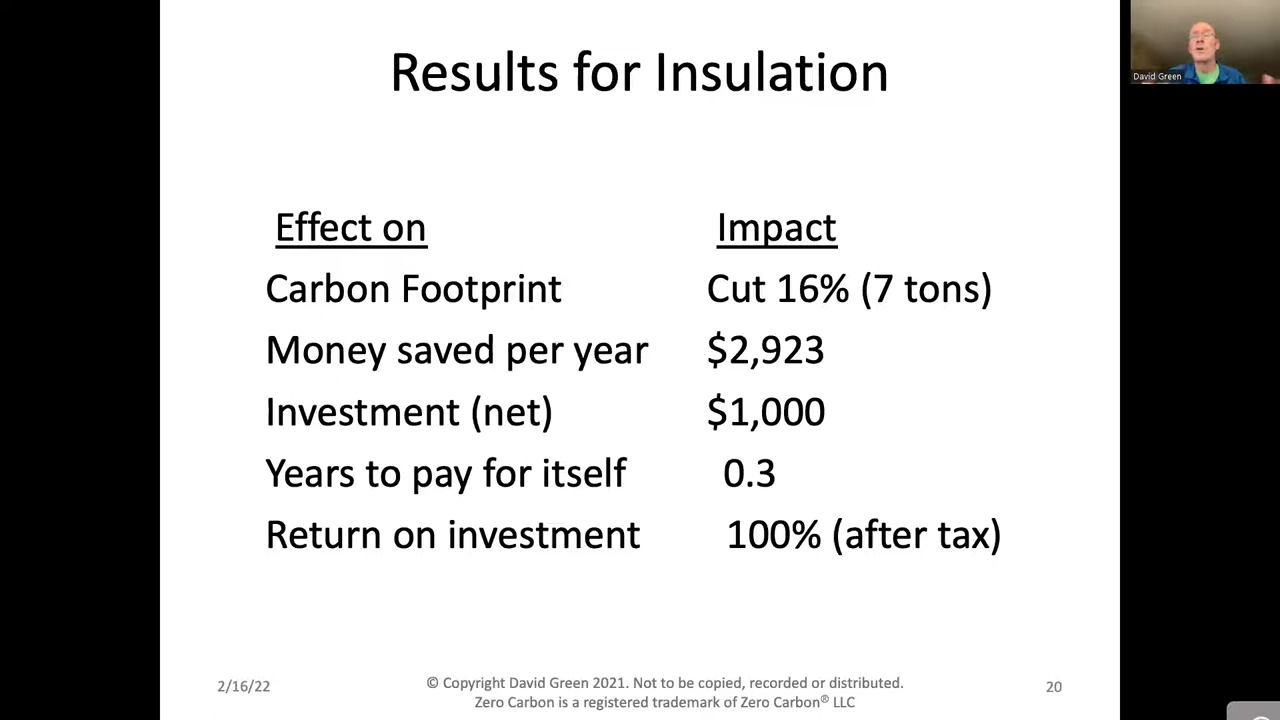 Results for Insulation
David Green
Effect on Impact
Carbon Footprint Cut 16% (7 tons)
Money saved per year $2,923
Investment (net) $1,000
Years to pay for itself 0.3
Return on investment 100% (after tax)
2/16/22 © Copyright David Green 2021. Not to be copied, recorded or distributed. 20
Zero Carbon is a registered trademark of Zero Carbon® LLC